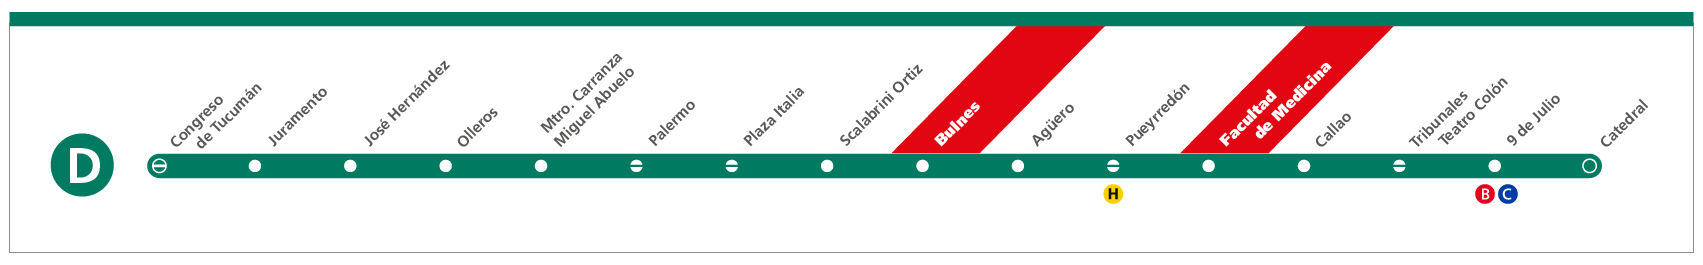 D
Congreso
de Tucumán
Juramento
José Hernández
Olleros
Mtro. Carranza
Miguel Abuelo
Palermo
Plaza Italia
Scalabrini Ortiz
Bulnes
Agüero
Pueyrredón
H
Facultad
de Medicina
Callao
Tribunales
Teatro Colón
9 de Julio
B C
Catedral